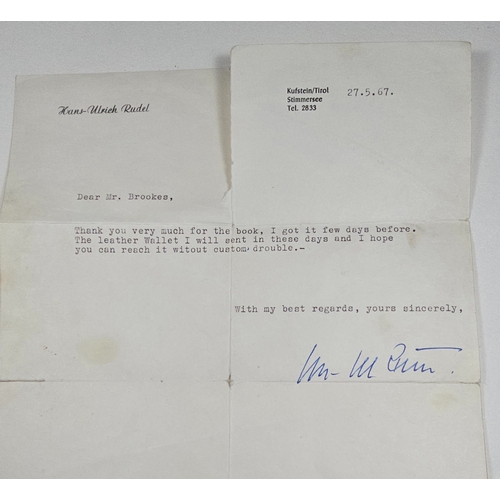 Hans-Ulrich Rudel
Kufstein/Tirol 27.5.67.
Stimmersee
Tel. 2833
Dear Mr. Brookes,
Thank you very much for the book, I got it few days before.
The leather Wallet I will sent in these days and I hope
you can reach it witout custom drouble.-
With my best regards, yours sincerely,